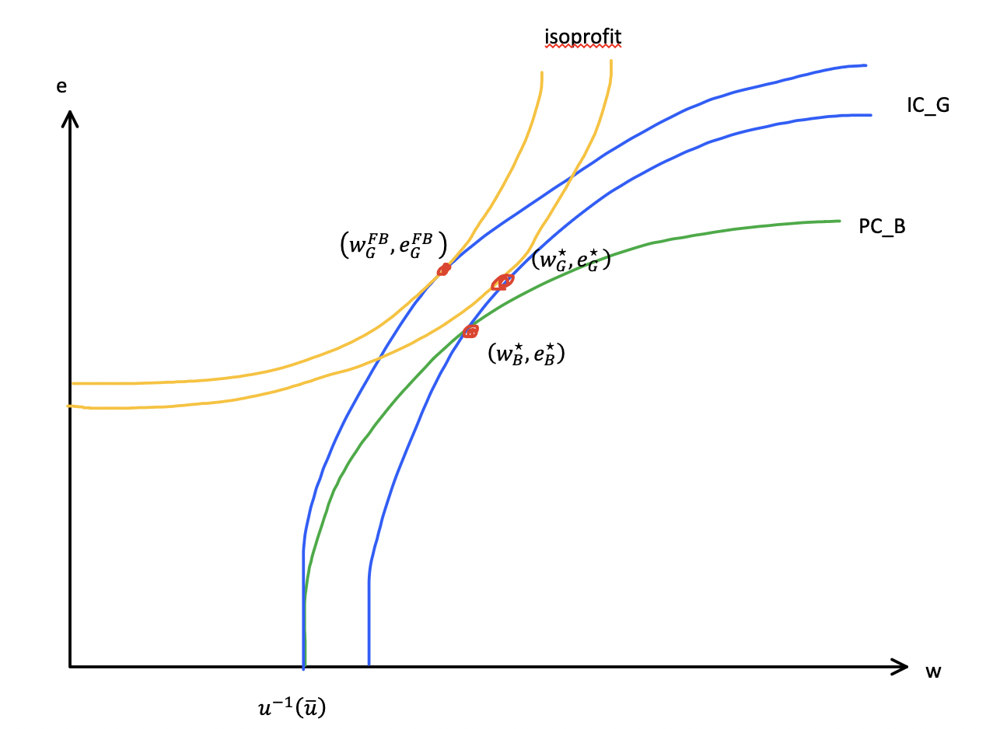 isoprofit
e
IC_G
PC_B
(w_G^{FB}, e_G^{FB})
(w_G^⋆, e_G^⋆)
(w_B^⋆, e_B^⋆)
w
u^{-1}(ū)